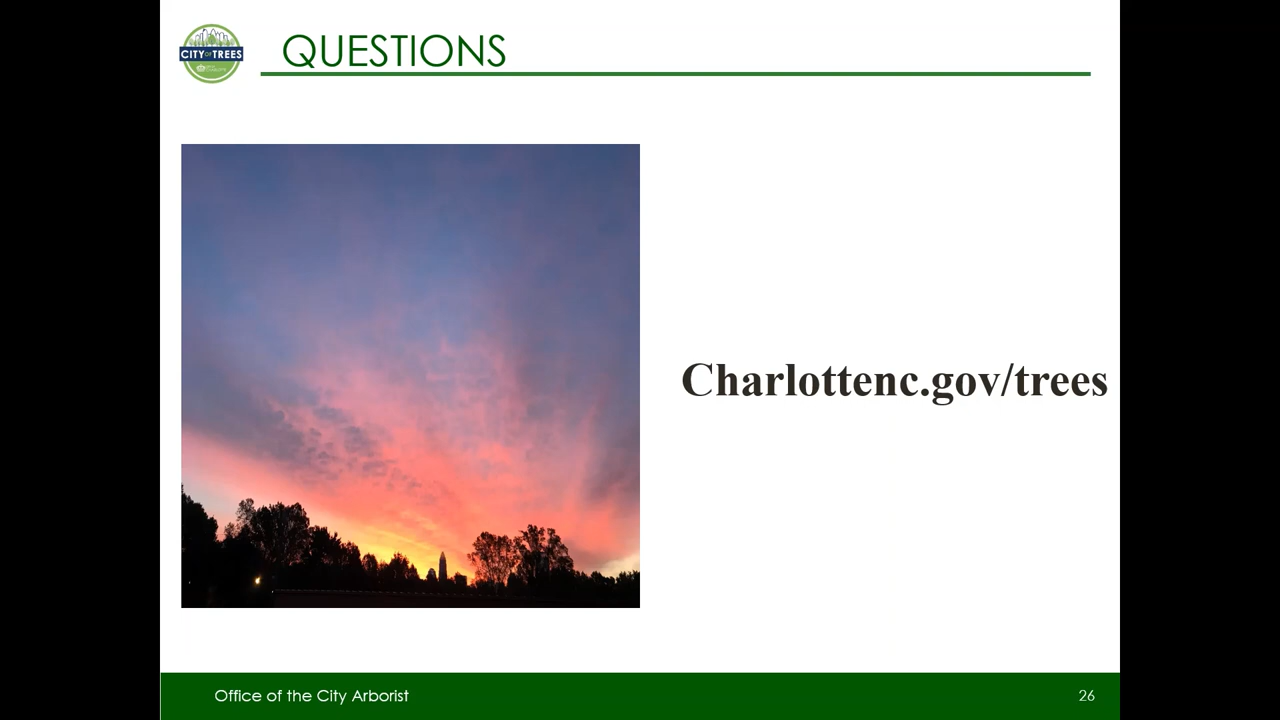 CITY OF TREES
QUESTIONS
Charlottenc.gov/trees
Office of the City Arborist
26